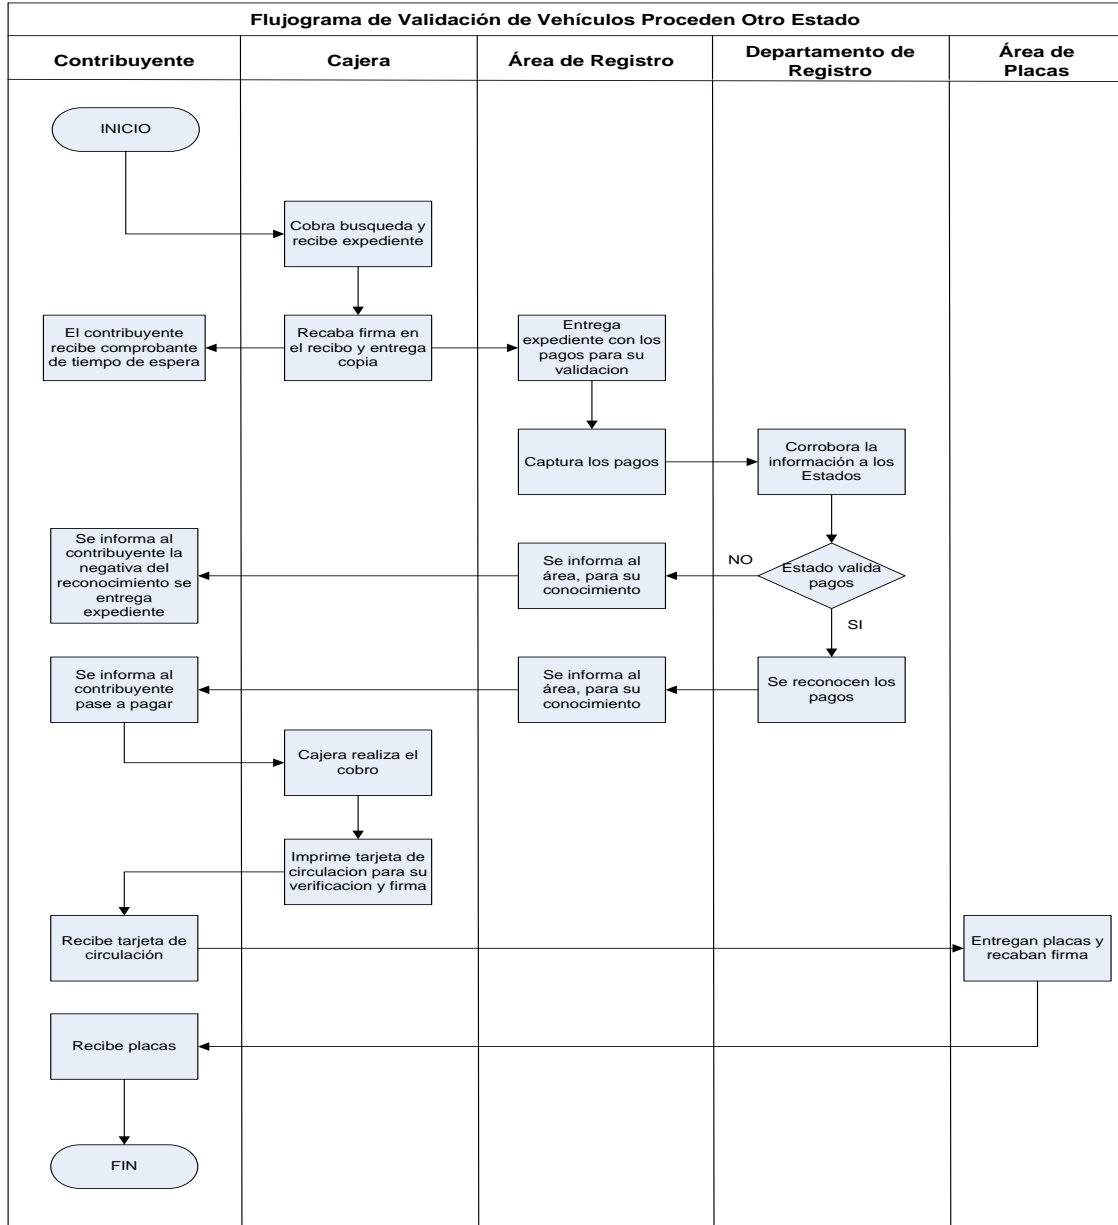 Flujograma de Validación de Vehículos Proceden Otro Estado
Contribuyente
Cajera
Área de Registro
Departamento de
Registro
Área de
Placas
INICIO
Cobra busqueda y
recibe expediente
El contribuyente
recibe comprobante
de tiempo de espera
Recaba firma en
el recibo y entrega
copia
Entrega
expediente con los
pagos para su
validacion
Captura los pagos
Corrobora la
información a los
Estados
Se informa al
contribuyente la
negativa del
reconocimiento se
entrega
expediente
Se informa al
área, para su
conocimiento
NO
Estado valida
pagos
SI
Se informa al
contribuyente
pase a pagar
Se informa al
área, para su
conocimiento
Se reconocen los
pagos
Cajera realiza el
cobro
Imprime tarjeta de
circulacion para su
verificacion y firma
Recibe tarjeta de
circulación
Entregan placas y
recaban firma
Recibe placas
FIN